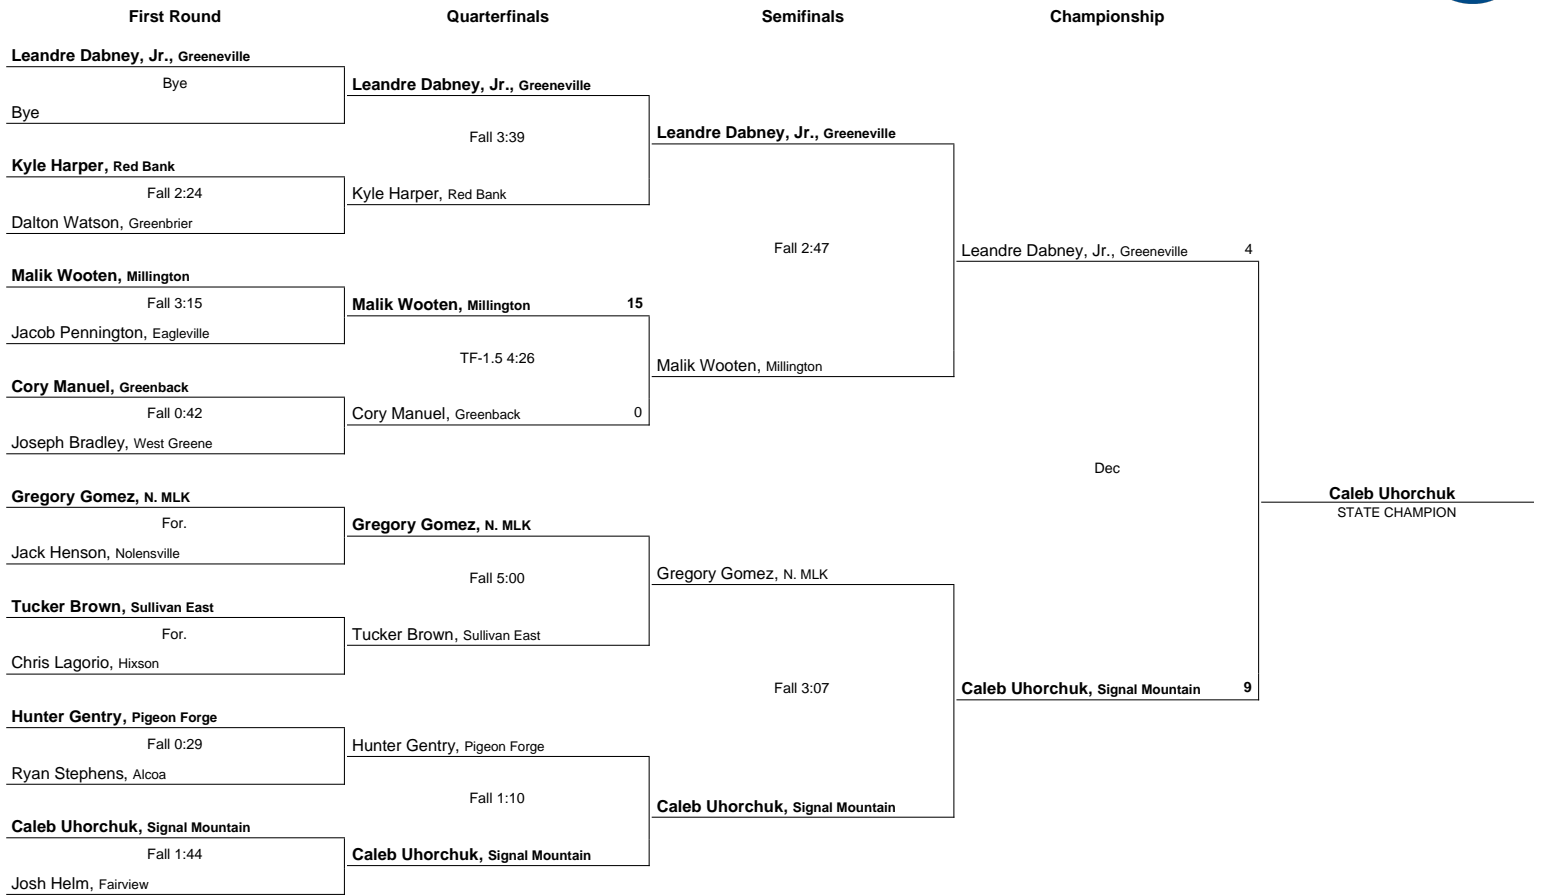 First Round
Quarterfinals
Semifinals
Championship
Leandre Dabney, Jr., Greeneville
Bye
Bye
Kyle Harper, Red Bank
Fall 2:24
Dalton Watson, Greenbrier
Malik Wooten, Millington
Fall 3:15
Jacob Pennington, Eagleville
Cory Manuel, Greenback
Fall 0:42
Joseph Bradley, West Greene
Gregory Gomez, N. MLK
For.
Jack Henson, Nolensville
Tucker Brown, Sullivan East
For.
Chris Lagorio, Hixson
Hunter Gentry, Pigeon Forge
Fall 0:29
Ryan Stephens, Alcoa
Caleb Uhorchuk, Signal Mountain
Fall 1:44
Josh Helm, Fairview
Leandre Dabney, Jr., Greeneville
Fall 3:39
Kyle Harper, Red Bank
Malik Wooten, Millington 15
TF-1.5 4:26
Cory Manuel, Greenback 0
Gregory Gomez, N. MLK
Fall 5:00
Tucker Brown, Sullivan East
Hunter Gentry, Pigeon Forge
Fall 1:10
Caleb Uhorchuk, Signal Mountain
Leandre Dabney, Jr., Greeneville
Fall 2:47
Malik Wooten, Millington
Gregory Gomez, N. MLK
Fall 3:07
Caleb Uhorchuk, Signal Mountain
Leandre Dabney, Jr., Greeneville 4
Dec
Caleb Uhorchuk, Signal Mountain 9
Caleb Uhorchuk
STATE CHAMPION